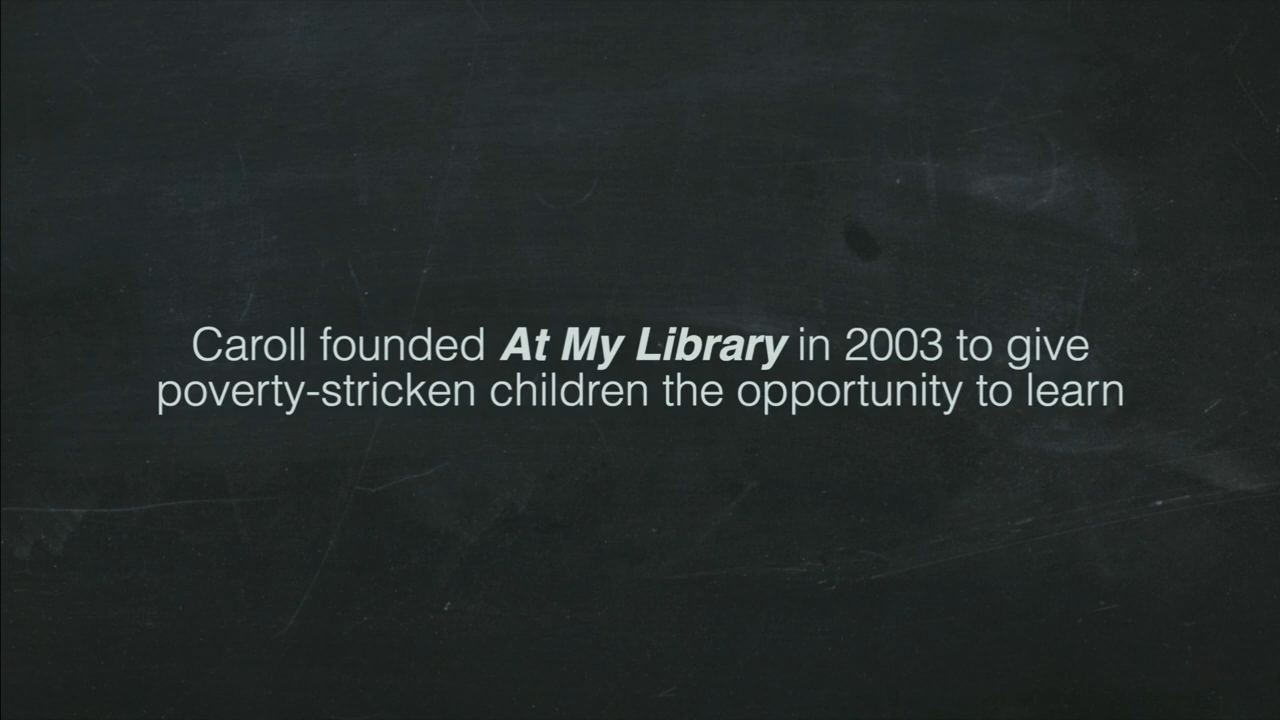 Caroll founded At My Library in 2003 to give
poverty-stricken children the opportunity to learn